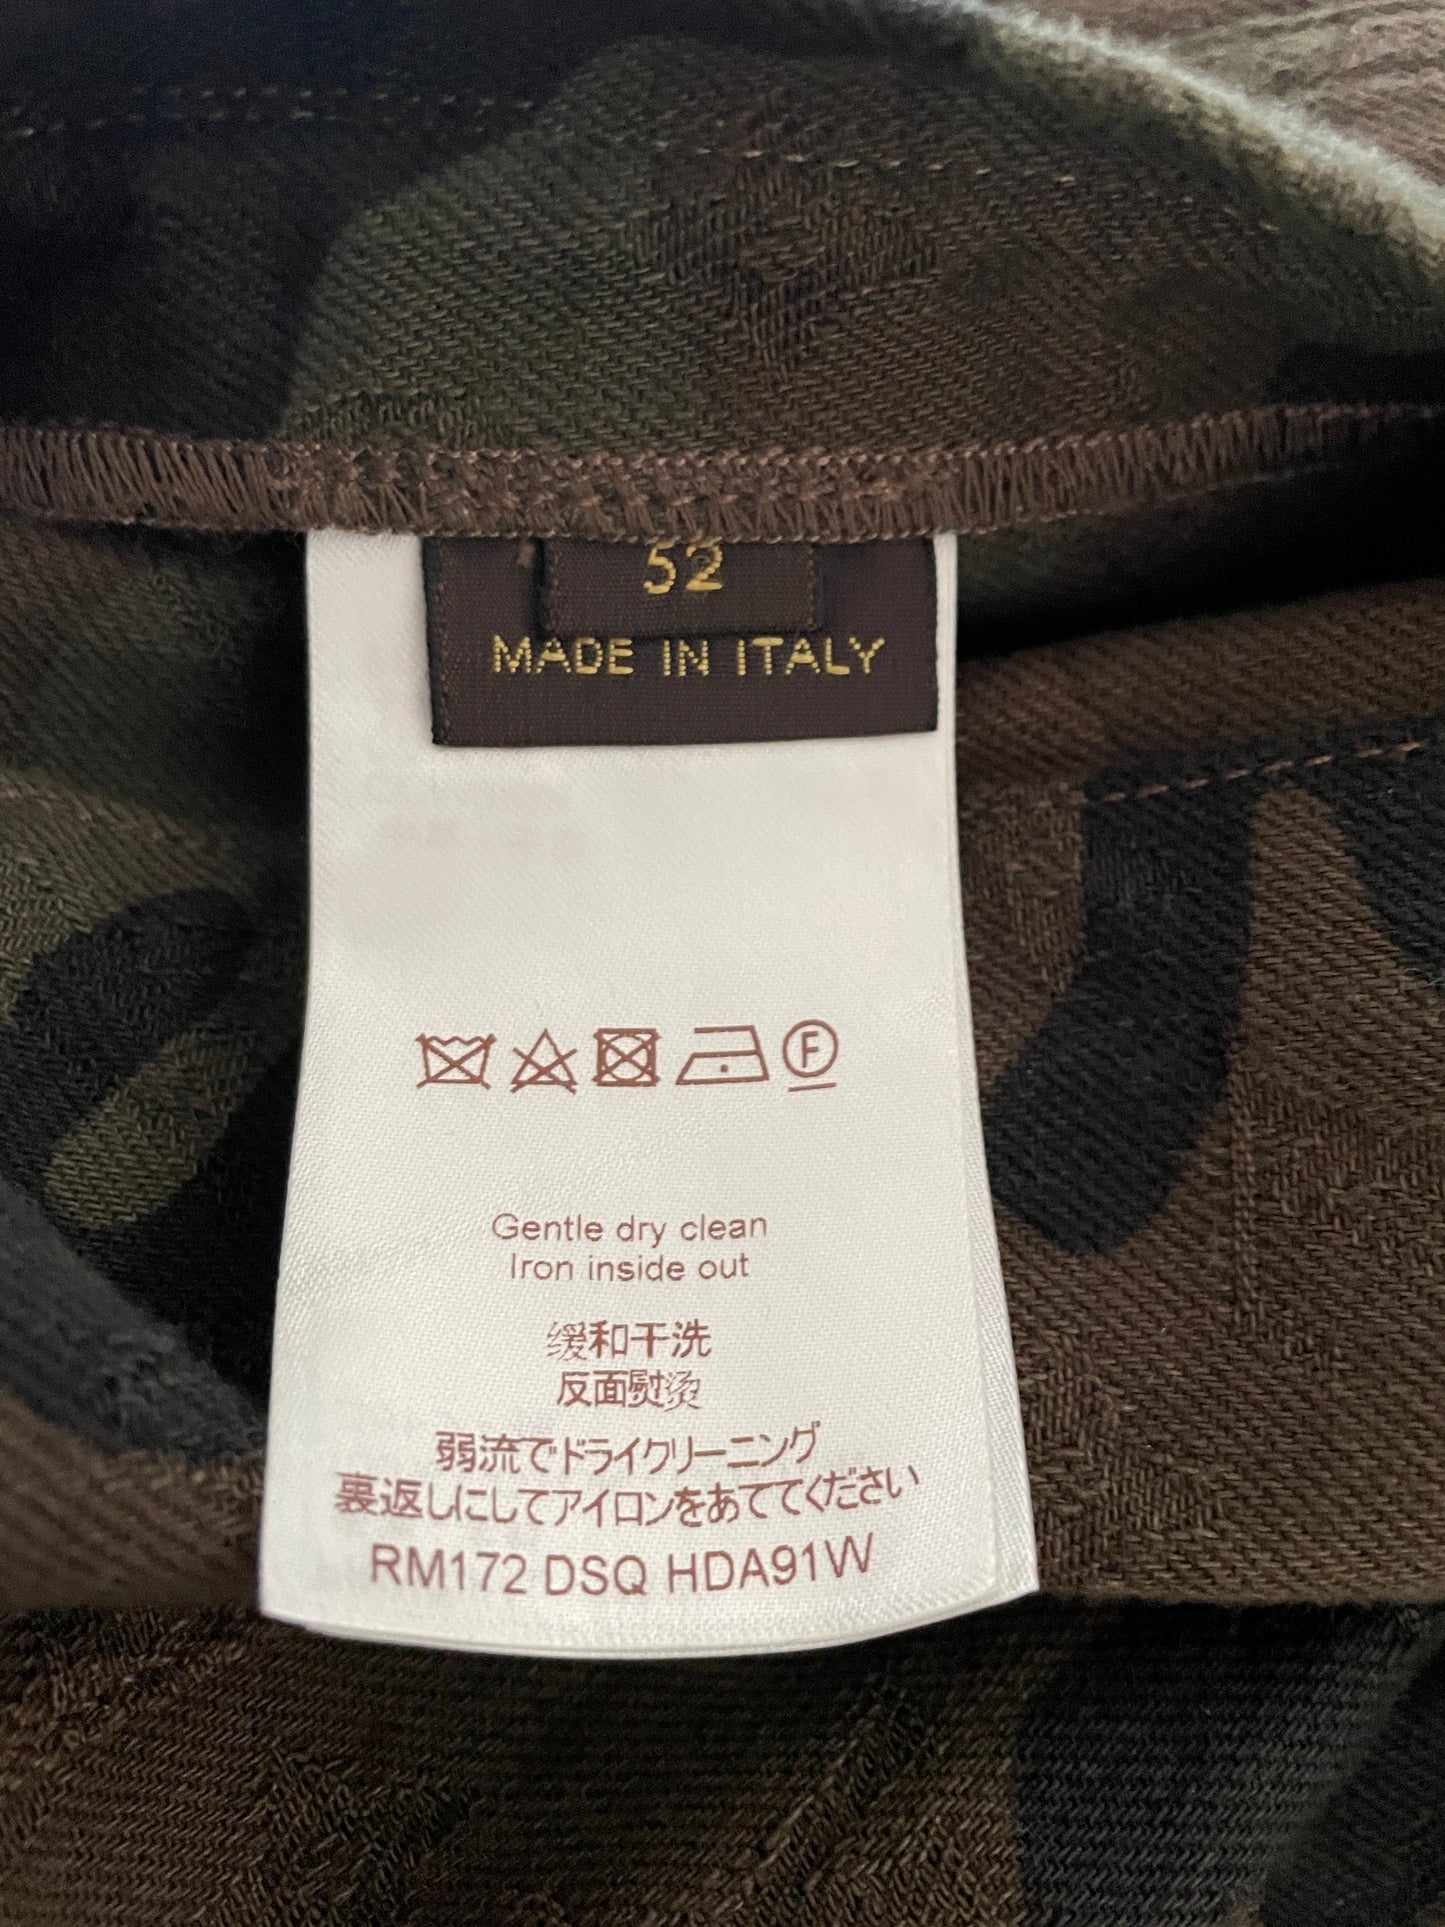 52
MADE IN ITALY
F
Gentle dry clean
Iron inside out
缓和干洗
反面熨烫
弱流でドライクリーニング
裏返しにしてアイロンをあててください
RM172 DSQ HDA91W